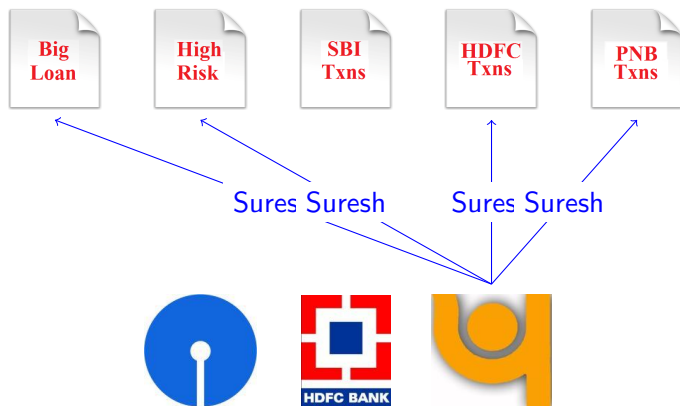 Big
Loan
High
Risk
SBI
Txns
HDFC
Txns
PNB
Txns
Sures Suresh
Sures Suresh
HDFC BANK